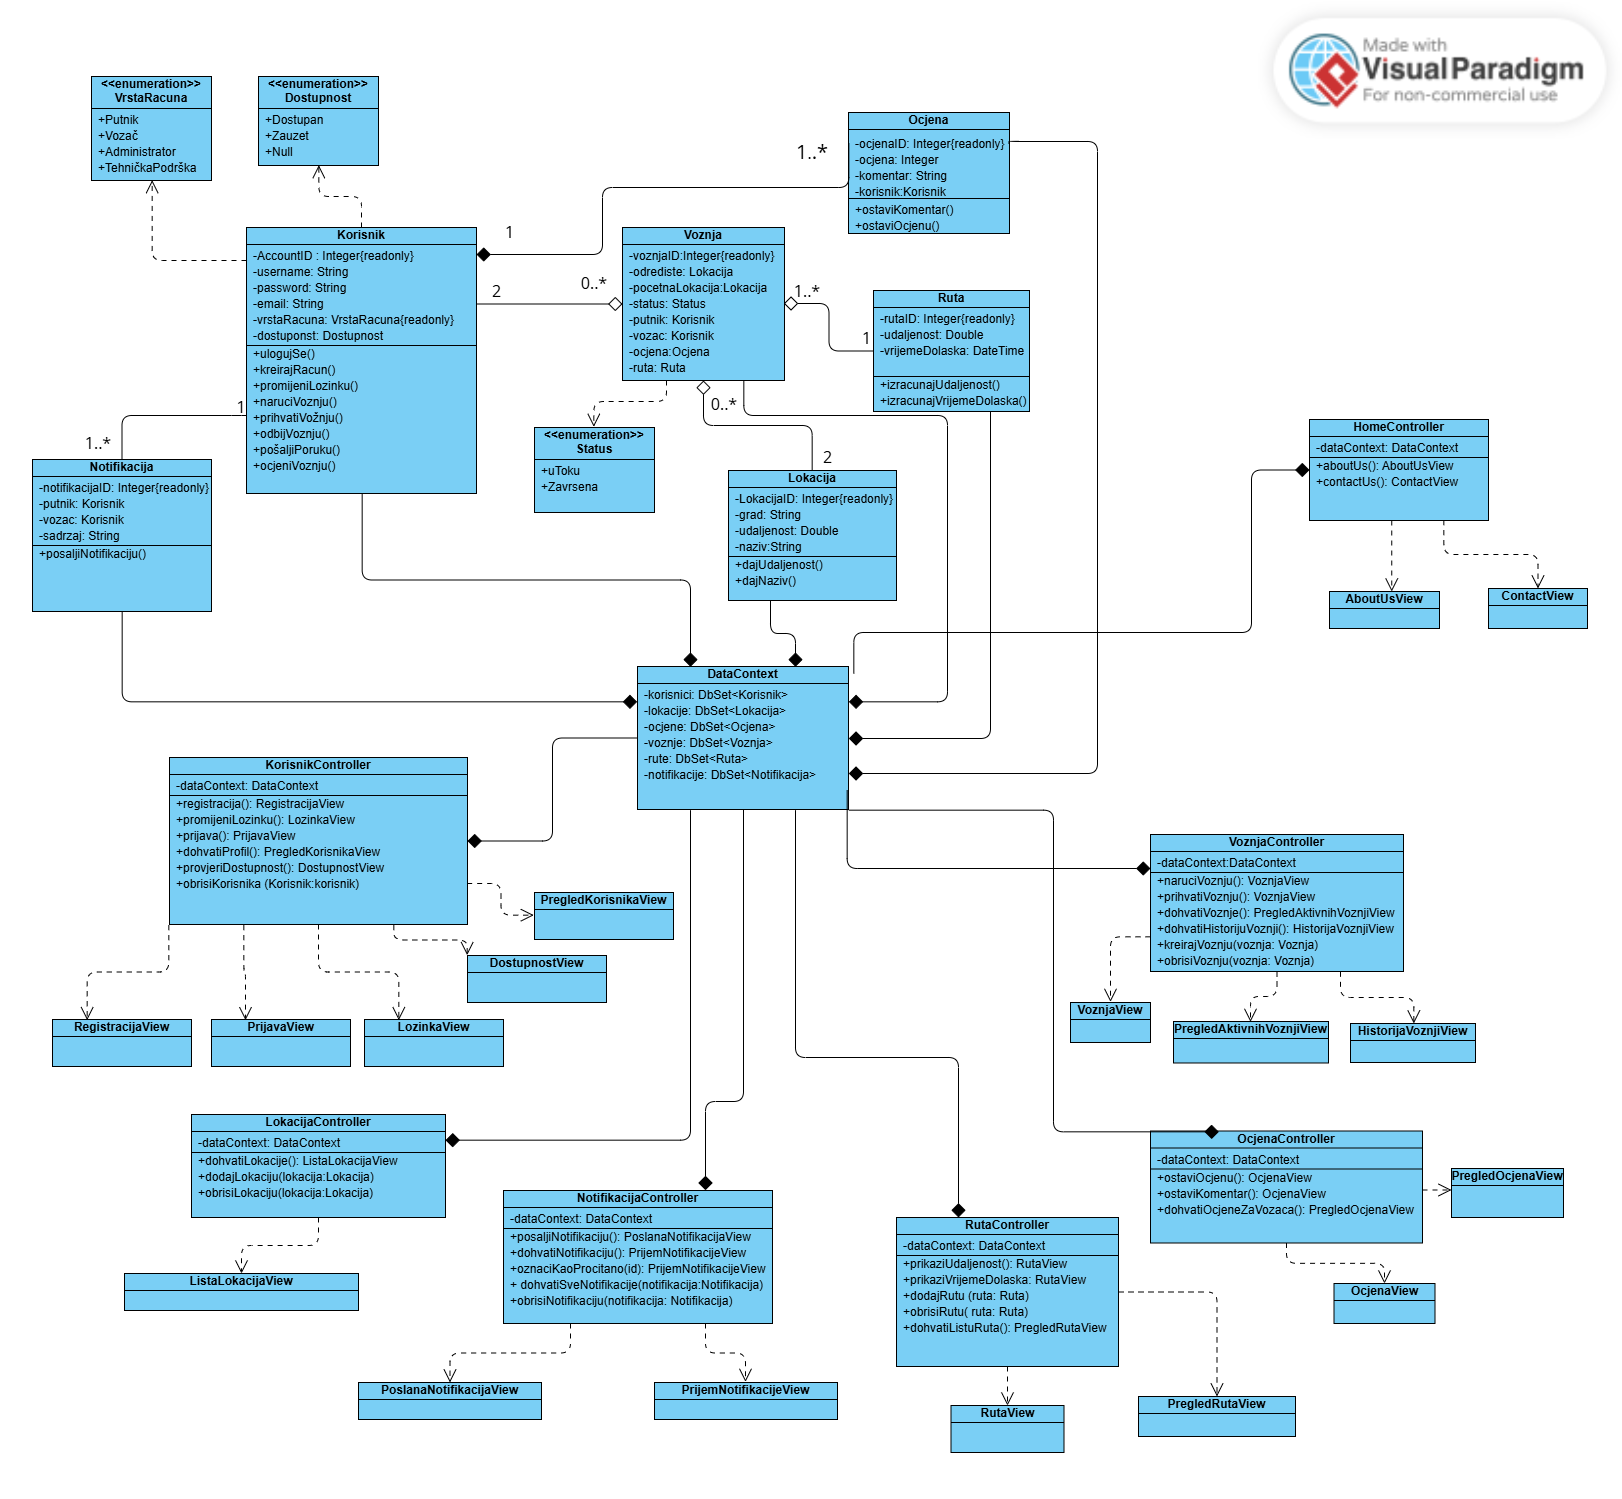 Made with
Visual Paradigm
For non-commercial use
<<enumeration>>
VrstaRacuna
+Putnik
+Vozač
+Administrator
+TehničkaPodrška
<<enumeration>>
Dostupnost
+Dostupan
+Zauzet
+Null
Ocjena
-ocjenaID: Integer{readonly}
-ocjena: Integer
-komentar: String
-korisnik:Korisnik
+ostaviKomentar()
+ostaviOcjenu()
1..*
1
Korisnik
-AccountID : Integer{readonly}
-username: String
-password: String
-email: String
-vrstaRacuna: VrstaRacuna{readonly}
-dostuponst: Dostupnost
+ulogujSe()
+kreirajRacun()
+promijeniLozinku()
+naruciVoznju()
+prihvatiVožnju()
+odbijVoznju()
+pošaljiPoruku()
+ocjeniVoznju()
2
0..*
Voznja
-voznjaID:Integer{readonly}
-odrediste: Lokacija
-pocetnaLokacija:Lokacija
-status: Status
-putnik: Korisnik
-vozac: Korisnik
-ocjena:Ocjena
-ruta: Ruta
1..*
1
Ruta
-rutaID: Integer{readonly}
-udaljenost: Double
-vrijemeDolaska: DateTime
+izracunajUdaljenost()
+izracunajVrijemeDolaska()
0..*
2
<<enumeration>>
Status
+uToku
+Zavrsena
1
1..*
Notifikacija
-notifikacijaID: Integer{readonly}
-putnik: Korisnik
-vozac: Korisnik
-sadrzaj: String
+posaljiNotifikaciju()
Lokacija
-LokacijaID: Integer{readonly}
-grad: String
-udaljenost: Double
-naziv:String
+dajUdaljenost()
+dajNaziv()
HomeController
-dataContext: DataContext
+aboutUs(): AboutUsView
+contactUs(): ContactView
AboutUsView
ContactView
DataContext
-korisnici: DbSet<Korisnik>
-lokacije: DbSet<Lokacija>
-ocjene: DbSet<Ocjena>
-voznje: DbSet<Voznja>
-rute: DbSet<Ruta>
-notifikacije: DbSet<Notifikacija>
KorisnikController
-dataContext: DataContext
+registracija(): RegistracijaView
+promijeniLozinku(): LozinkaView
+prijava(): PrijavaView
+dohvatiProfil(): PregledKorisnikaView
+provjeriDostupnost(): DostupnostView
+obrisiKorisnika (Korisnik:korisnik)
PregledKorisnikaView
DostupnostView
RegistracijaView
PrijavaView
LozinkaView
VoznjaController
-dataContext:DataContext
+naruciVoznju(): VoznjaView
+prihvatiVoznju(): VoznjaView
+dohvatiVoznje(): PregledAktivnihVoznjiView
+dohvatiHistorijuVoznji(): HistorijaVoznjiView
+kreirajVoznju(voznja: Voznja)
+obrisiVoznju(voznja: Voznja)
VoznjaView
PregledAktivnihVoznjiView
HistorijaVoznjiView
LokacijaController
-dataContext: DataContext
+dohvatiLokacije(): ListaLokacijaView
+dodajLokaciju(lokacija:Lokacija)
+obrisiLokaciju(lokacija:Lokacija)
ListaLokacijaView
NotifikacijaController
-dataContext: DataContext
+posaljiNotifikaciju(): PoslanaNotifikacijaView
+dohvatiNotifikaciju(): PrijemNotifikacijeView
+oznaciKaoProcitano(id): PrijemNotifikacijeView
+ dohvatiSveNotifikacije(notifikacija:Notifikacija)
+obrisiNotifikaciju(notifikacija: Notifikacija)
PoslanaNotifikacijaView
PrijemNotifikacijeView
RutaController
-dataContext: DataContext
+prikaziUdaljenost(): RutaView
+prikaziVrijemeDolaska: RutaView
+dodajRutu (ruta: Ruta)
+obrisiRutu( ruta: Ruta)
+dohvatiListuRuta(): PregledRutaView
RutaView
PregledRutaView
OcjenaController
-dataContext: DataContext
+ostaviOcjenu(): OcjenaView
+ostaviKomentar(): OcjenaView
+dohvatiOcjeneZaVozaca(): PregledOcjenaView
PregledOcjenaView
OcjenaView